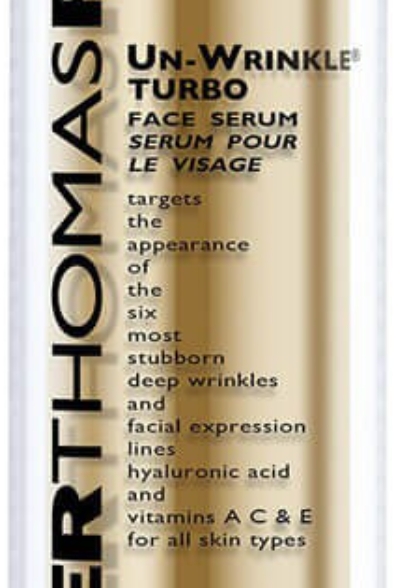 ERTHOMAS
UN-WRINKLE®
TURBO
FACE SERUM
SERUM POUR
LE VISAGE
targets
the
appearance
of
the
six
most
stubborn
deep wrinkles
and
facial expression
lines
hyaluronic acid
and
vitamins A C & E
for all skin types